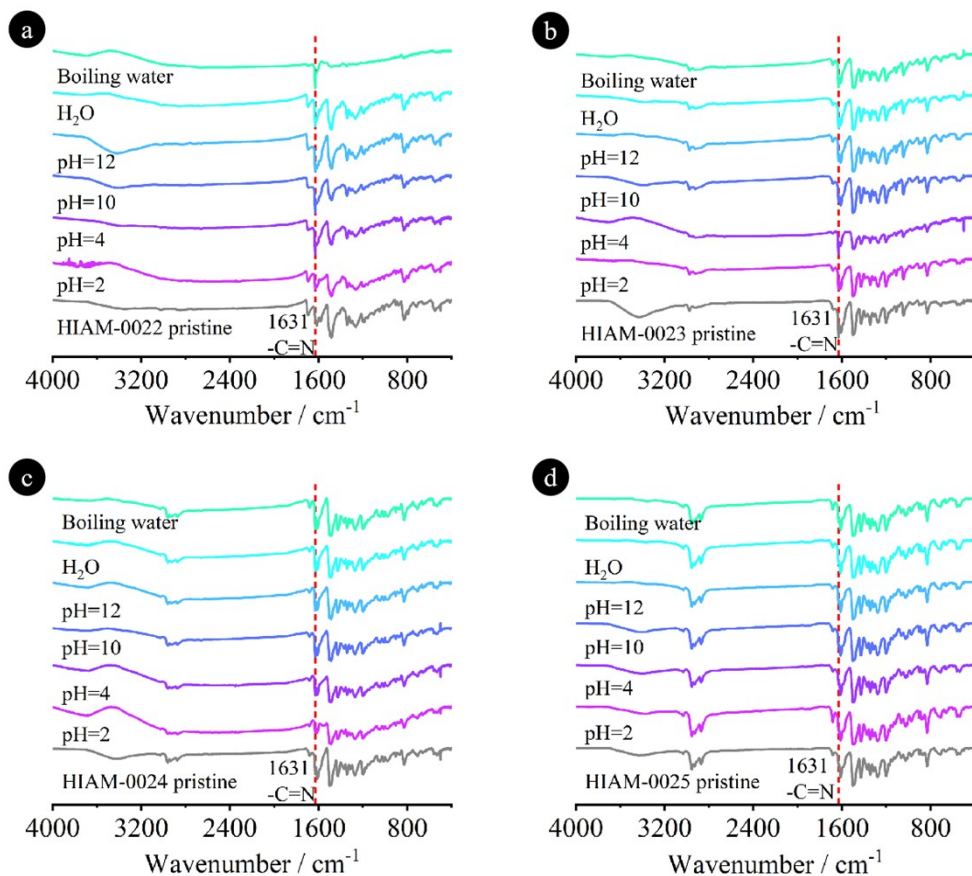 a
Boiling water
H₂O
pH=12
pH=10
pH=4
pH=2
HIAM-0022 pristine
1631
-C=N
4000 3200 2400 1600 800
Wavenumber / cm⁻¹
b
Boiling water
H₂O
pH=12
pH=10
pH=4
pH=2
HIAM-0023 pristine
1631
-C=N
4000 3200 2400 1600 800
Wavenumber / cm⁻¹
c
Boiling water
H₂O
pH=12
pH=10
pH=4
pH=2
HIAM-0024 pristine
1631
-C=N
4000 3200 2400 1600 800
Wavenumber / cm⁻¹
d
Boiling water
H₂O
pH=12
pH=10
pH=4
pH=2
HIAM-0025 pristine
1631
-C=N
4000 3200 2400 1600 800
Wavenumber / cm⁻¹